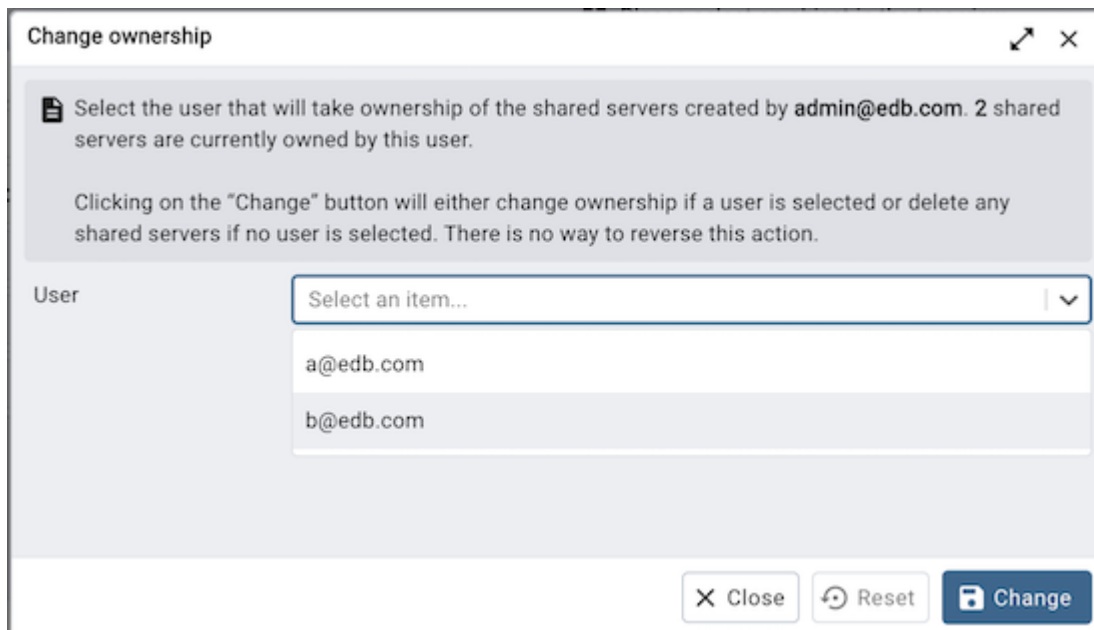 Change ownership
Select the user that will take ownership of the shared servers created by admin@edb.com. 2 shared
servers are currently owned by this user.
Clicking on the “Change” button will either change ownership if a user is selected or delete any
shared servers if no user is selected. There is no way to reverse this action.
User
Select an item...
a@edb.com
b@edb.com
Close
Reset
Change